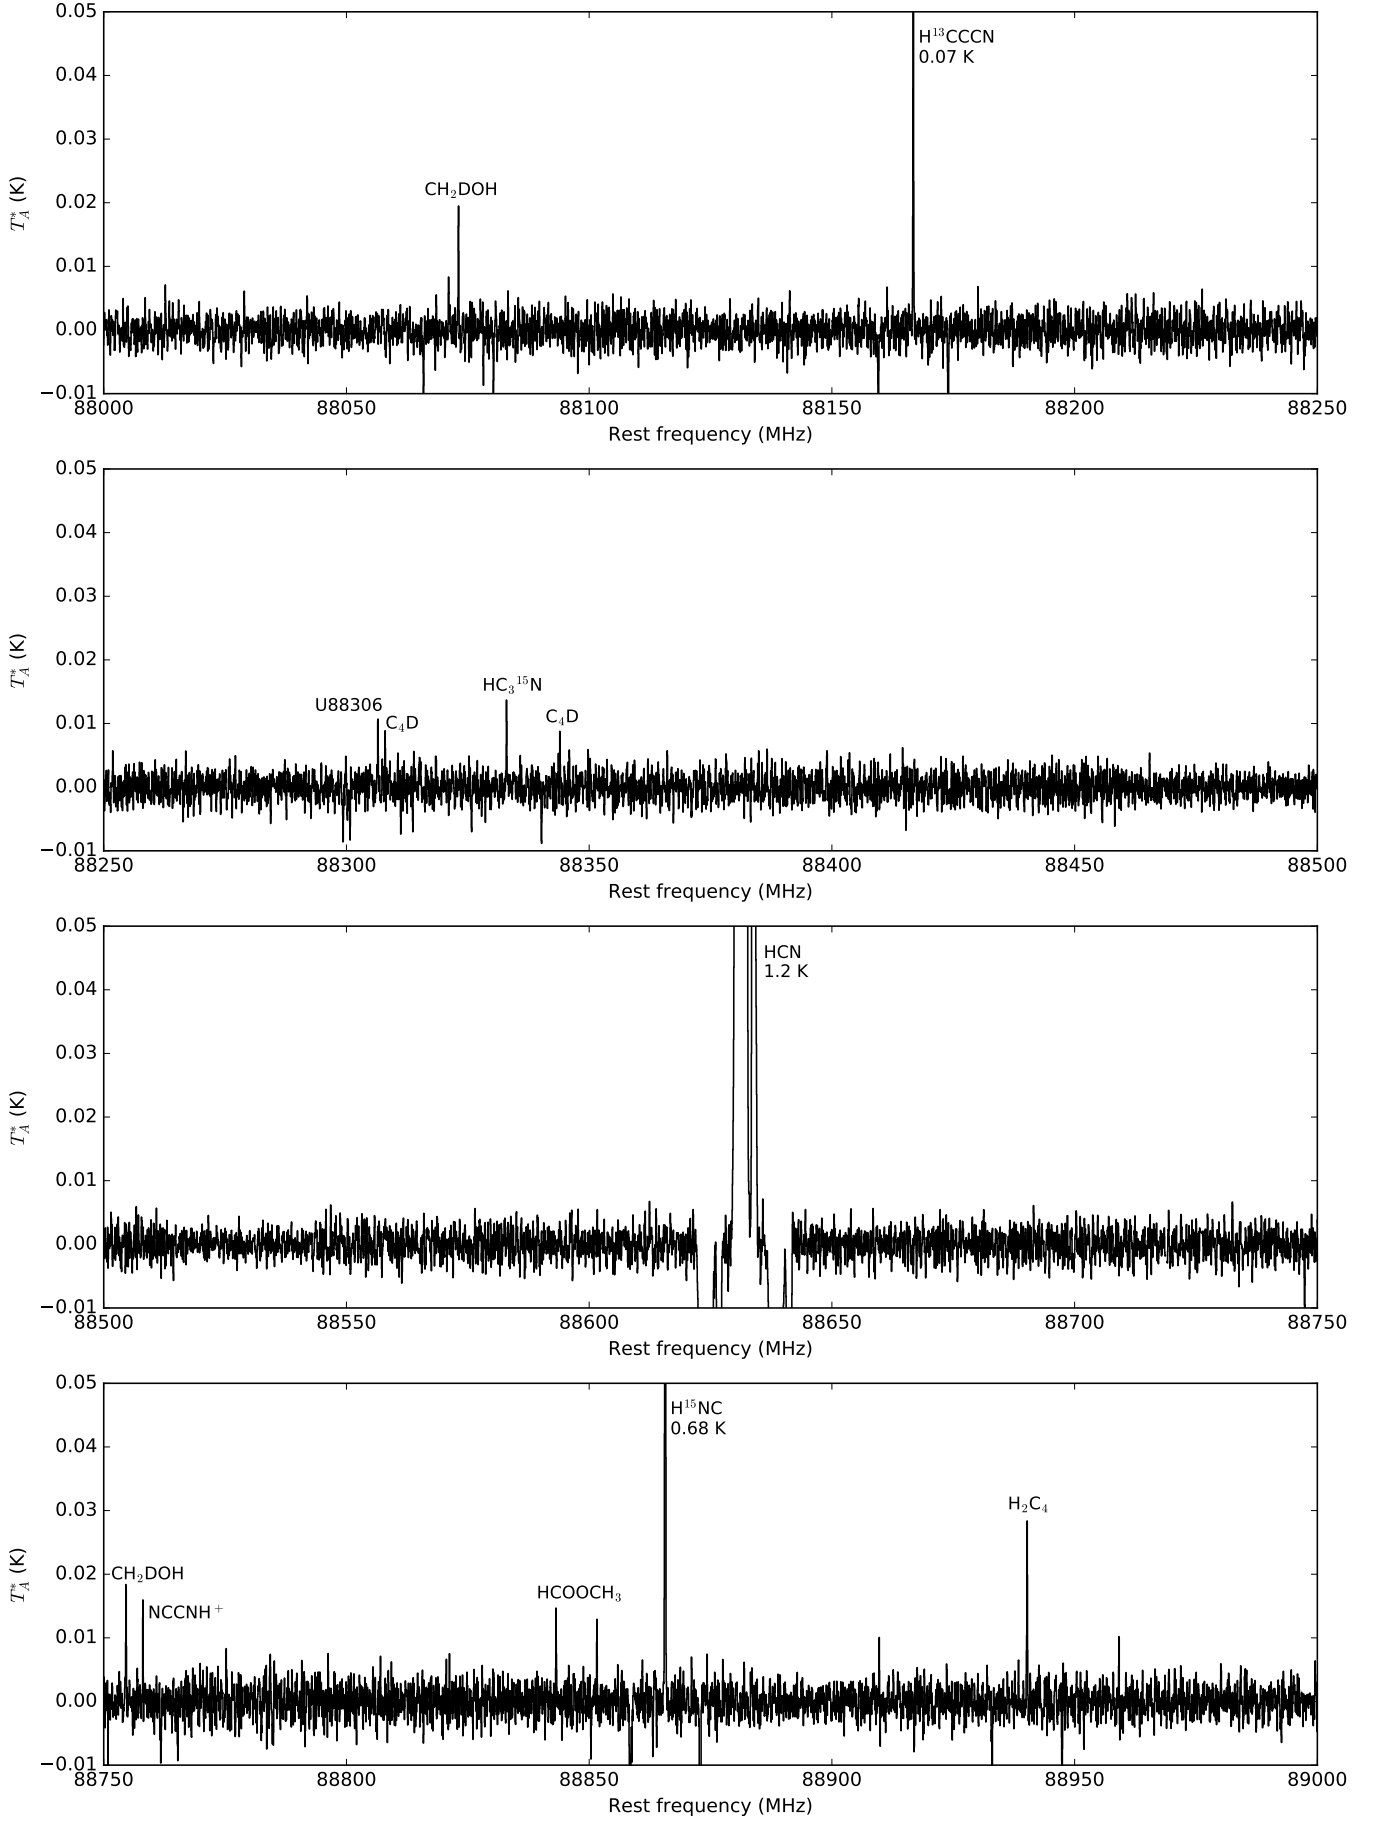 0.05
0.04
0.03
0.02
0.01
0.00
−0.01
T*A (K)
H13CCCN
0.07 K
CH2DOH
88000 88050 88100 88150 88200 88250
Rest frequency (MHz)
0.05
0.04
0.03
0.02
0.01
0.00
−0.01
T*A (K)
U88306
C4D
HC3 15N
C4D
88250 88300 88350 88400 88450 88500
Rest frequency (MHz)
0.05
0.04
0.03
0.02
0.01
0.00
−0.01
T*A (K)
HCN
1.2 K
88500 88550 88600 88650 88700 88750
Rest frequency (MHz)
0.05
0.04
0.03
0.02
0.01
0.00
−0.01
T*A (K)
H15NC
0.68 K
H2C4
CH2DOH
NCCNH+
HCOOCH3
88750 88800 88850 88900 88950 89000
Rest frequency (MHz)